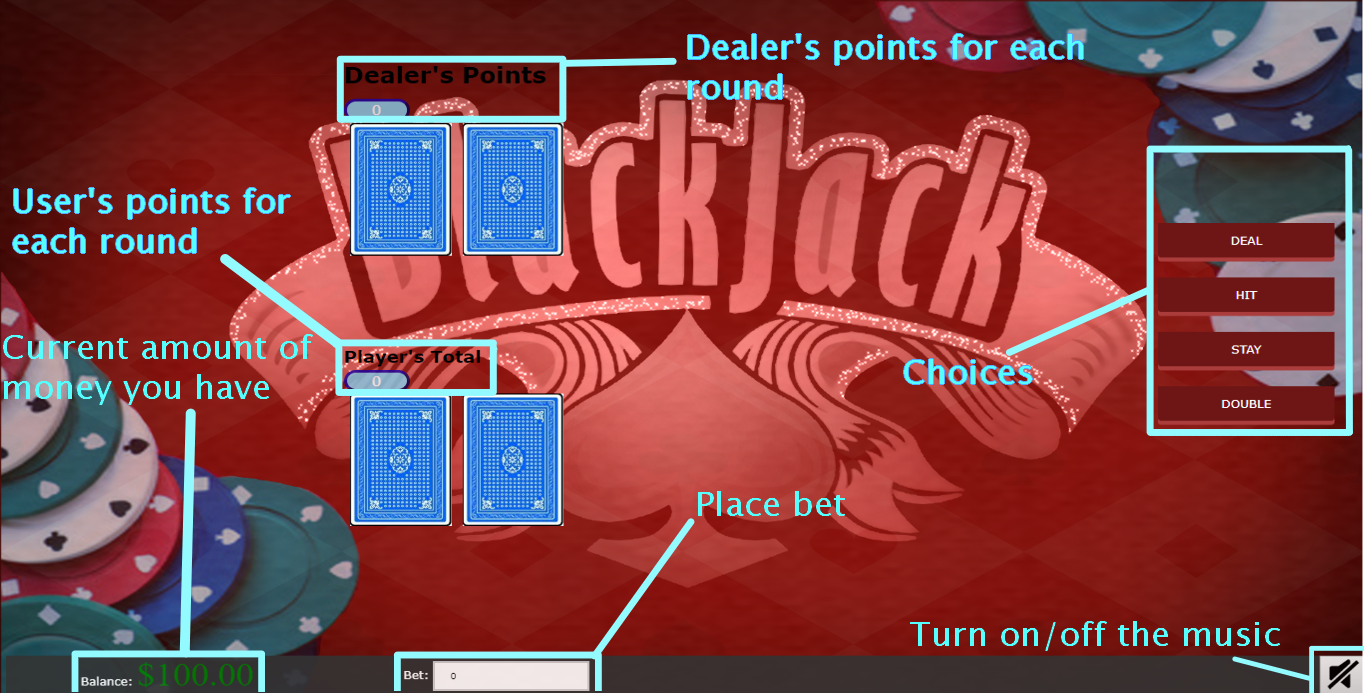 Dealer's points for each
round
Dealer's Points
0
BlackJack
User's points for
each round
DEAL
HIT
STAY
DOUBLE
Current amount of
money you have
Player's Total
0
Choices
Place bet
Turn on/off the music
Balance: $100.00
Bet: 0